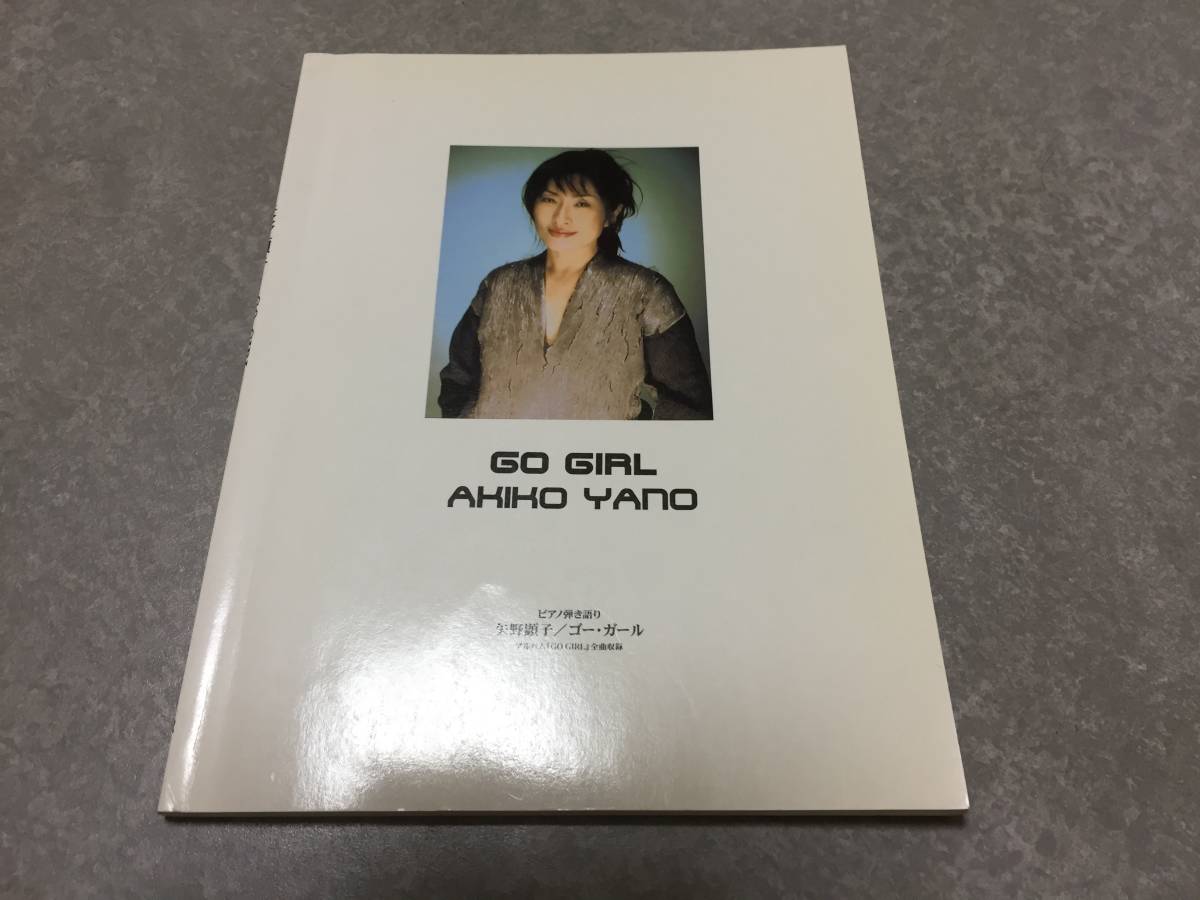 GO GIRL
AKIKO YANO
ピアノ弾き語り
矢野顕子／ゴー・ガール
アルバム『GO GIRL』全曲収録